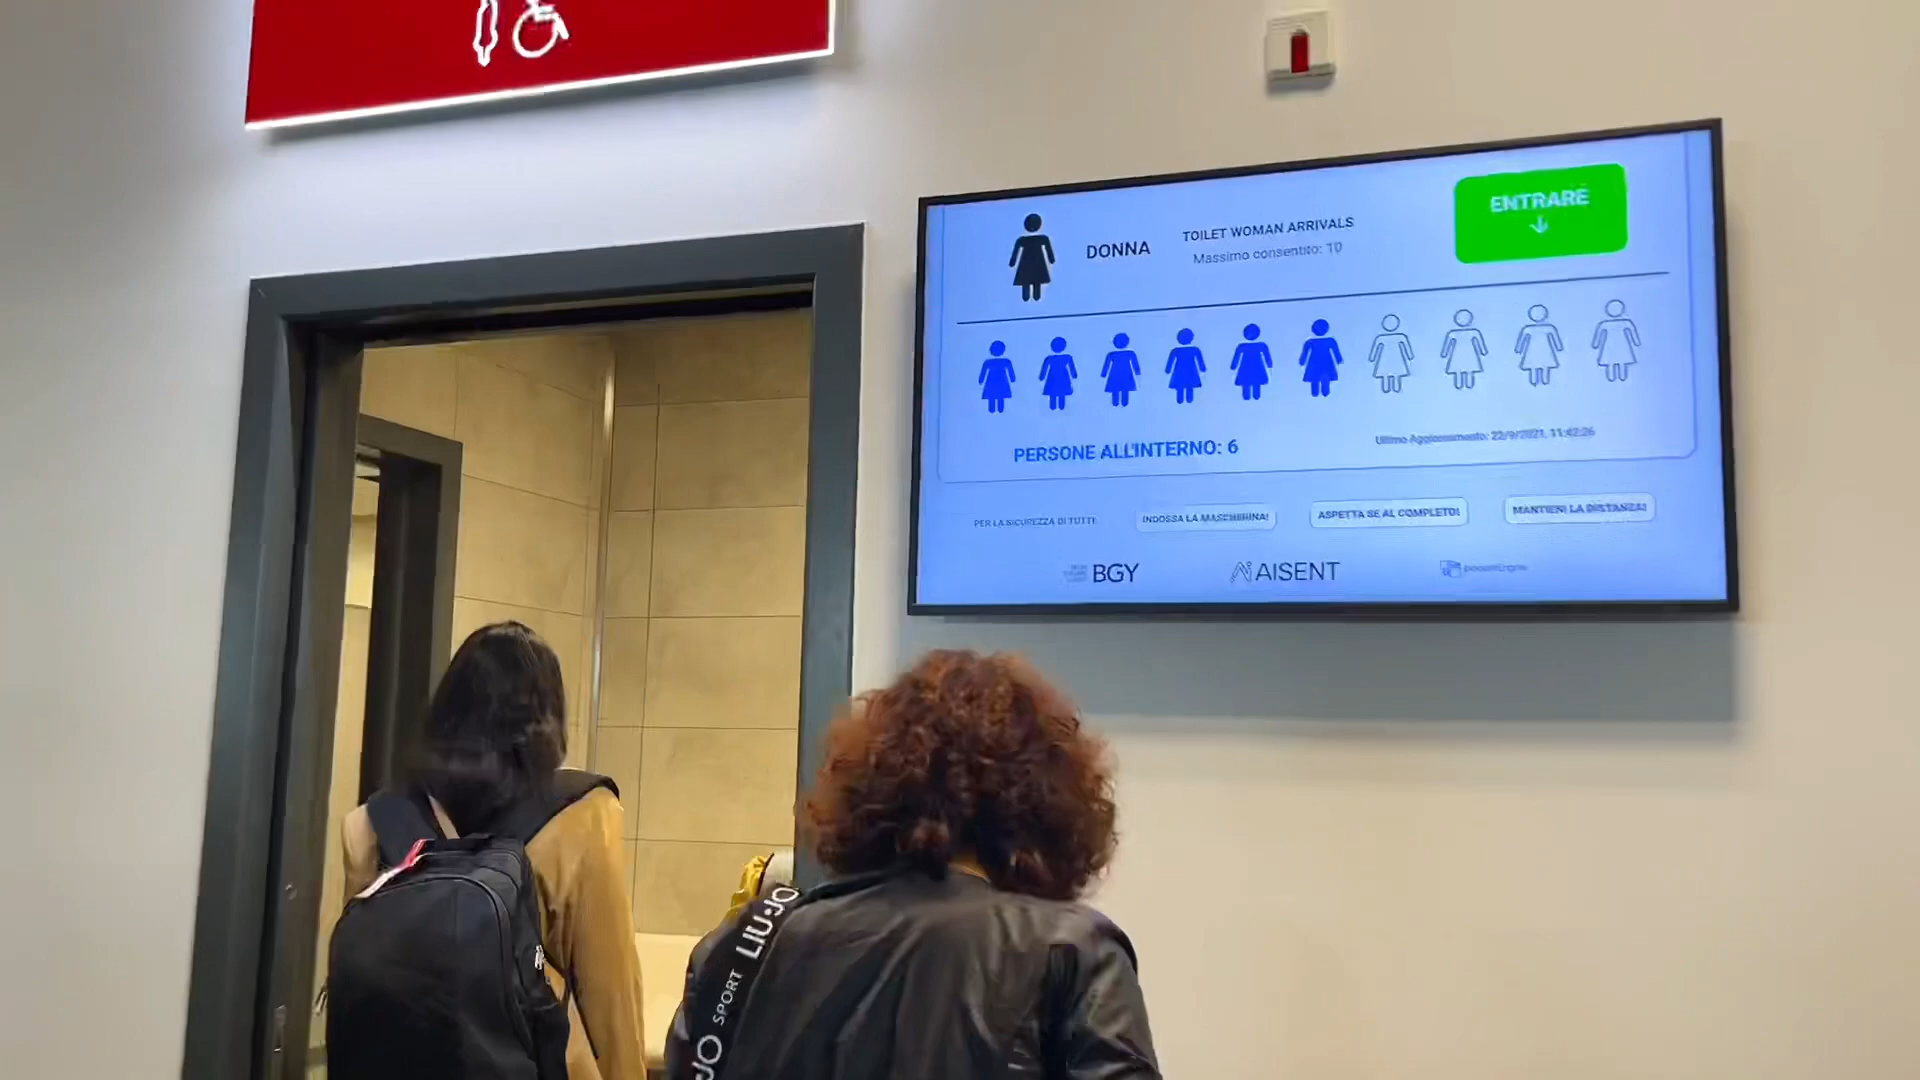 ENTRARE
↓
DONNA
TOILET WOMAN ARRIVALS
Massimo consentito: 10
PERSONE ALL'INTERNO: 6
Ultimo Aggiornamento: 22/9/2021, 11:42:26
PER LA SICUREZZA DI TUTTE
INDOSSA LA MASCHERINA!
ASPETTA SE AL COMPLETO!
MANTIENI LA DISTANZA!
BGY
AISENT
LIU·JO
SPORT
JO